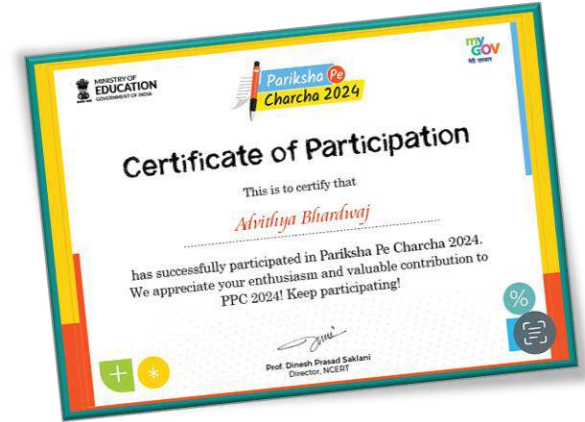 MINISTRY OF
EDUCATION
GOVERNMENT OF INDIA
Pariksha Pe
Charcha 2024
my
GOV
मेरी सरकार
Certificate of Participation
This is to certify that
Advithya Bhardwaj
has successfully participated in Pariksha Pe Charcha 2024.
We appreciate your enthusiasm and valuable contribution to
PPC 2024! Keep participating!
Prof. Dinesh Prasad Saklani
Director, NCERT